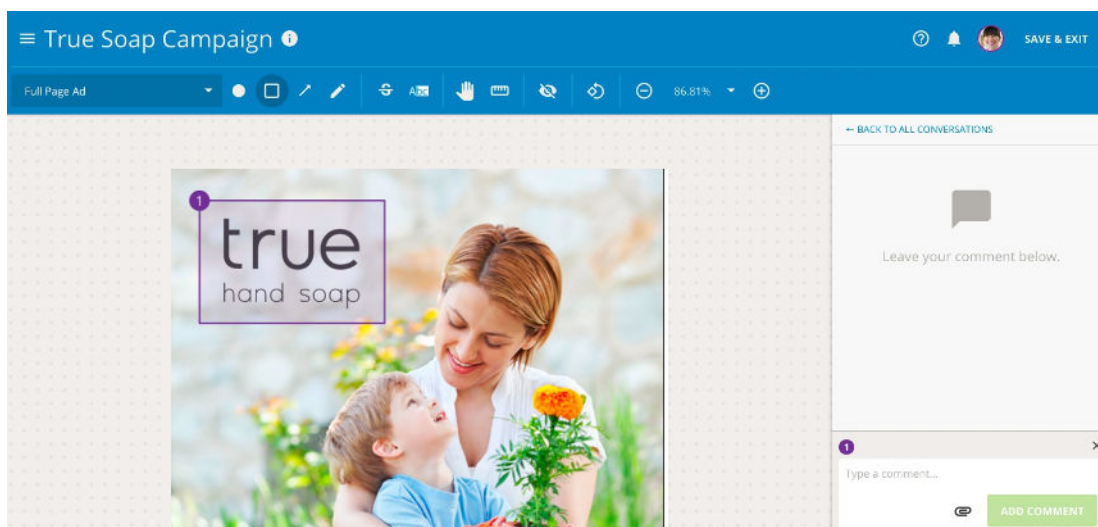 True Soap Campaign
SAVE & EXIT
Full Page Ad
86.81%
← BACK TO ALL CONVERSATIONS
1
true
hand soap
Leave your comment below.
1
Type a comment...
ADD COMMENT